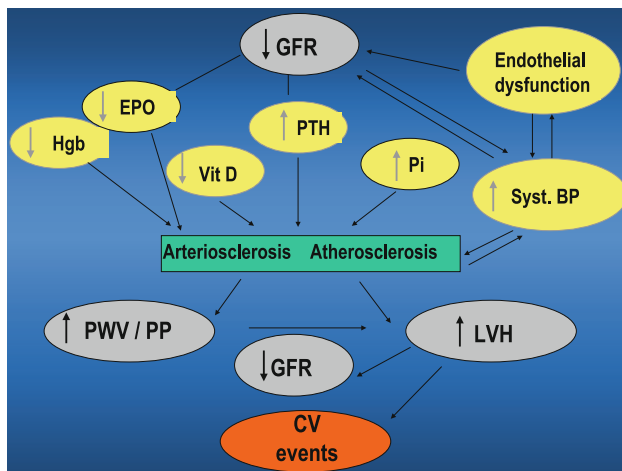 GFR
Endothelial
dysfunction
EPO
Hgb
PTH
Vit D
Pi
Syst. BP
Arteriosclerosis Atherosclerosis
PWV / PP
LVH
GFR
CV
events